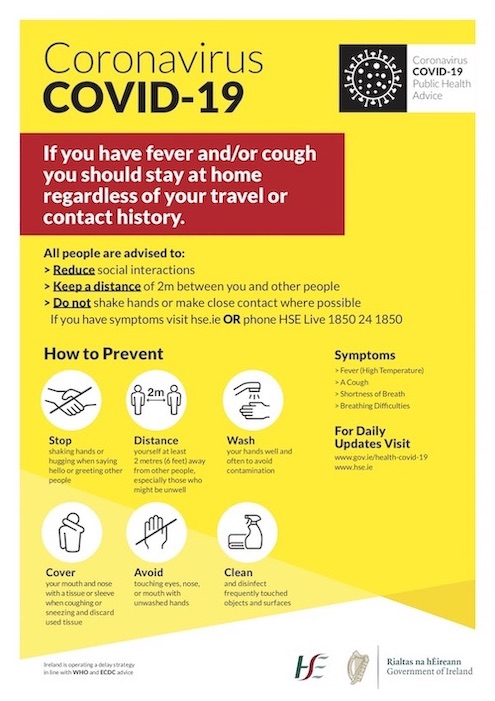 Coronavirus
COVID-19
Coronavirus
COVID-19
Public Health
Advice
If you have fever and/or cough
you should stay at home
regardless of your travel or
contact history.
All people are advised to:
> Reduce social interactions
> Keep a distance of 2m between you and other people
> Do not shake hands or make close contact where possible
If you have symptoms visit hse.ie OR phone HSE Live 1850 24 1850
How to Prevent
Stop
shaking hands or
hugging when saying
hello or greeting other
people
2m
Distance
yourself at least
2 metres (6 feet) away
from other people,
especially those who
might be unwell
Wash
your hands well and
often to avoid
contamination
Cover
your mouth and nose
with a tissue or sleeve
when coughing or
sneezing and discard
used tissue
Avoid
touching eyes, nose,
or mouth with
unwashed hands
Clean
and disinfect
frequently touched
objects and surfaces
Symptoms
> Fever (High Temperature)
> A Cough
> Shortness of Breath
> Breathing Difficulties
For Daily
Updates Visit
www.gov.ie/health-covid-19
www.hse.ie
Ireland is operating a delay strategy
in line with WHO and ECDC advice
HSE
Rialtas na hÉireann
Government of Ireland